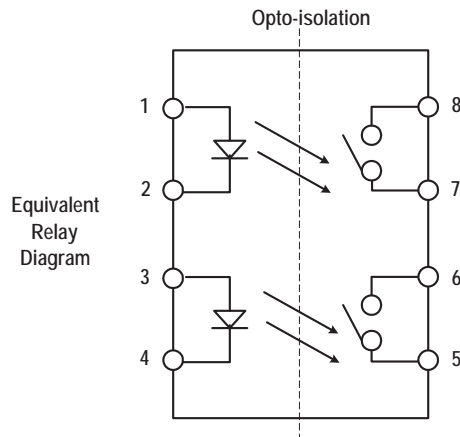 Opto-isolation
1
8
2
7
Equivalent
Relay
Diagram
3
6
4
5